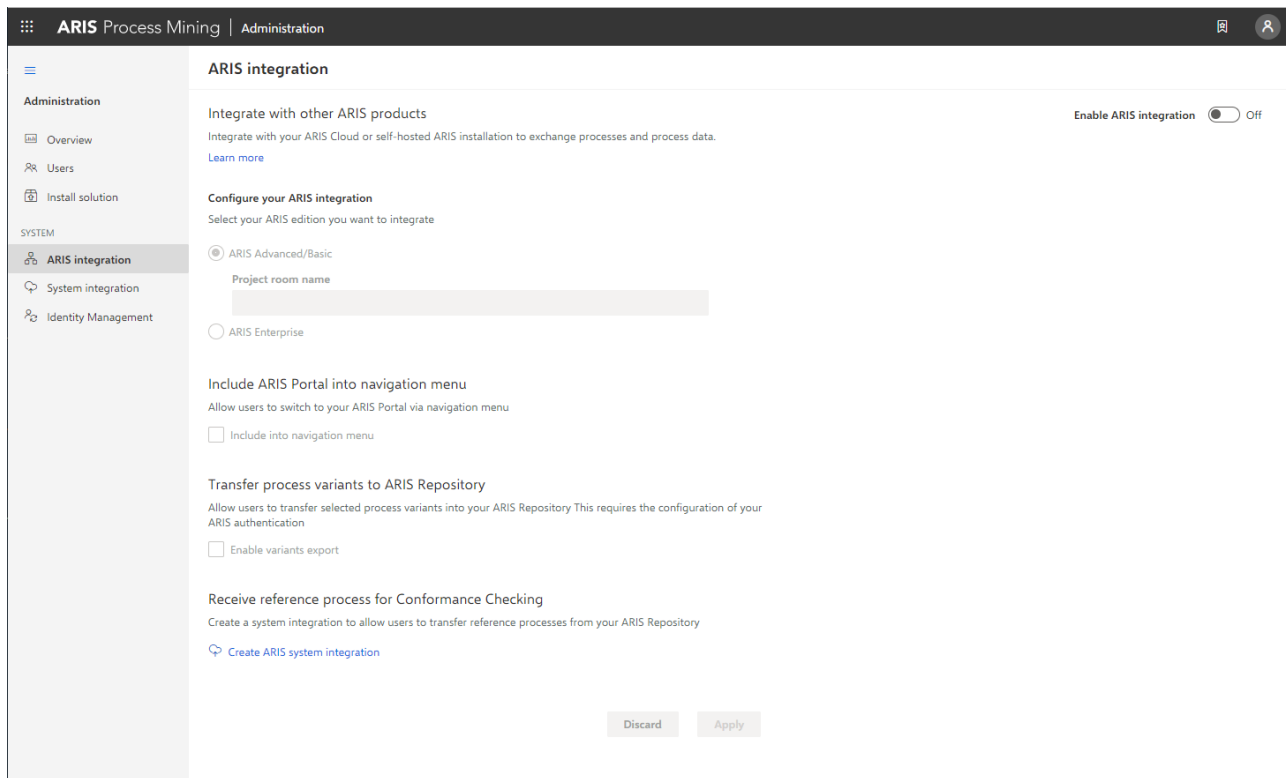 ARIS Process Mining | Administration
Administration
Overview
Users
Install solution
SYSTEM
ARIS integration
System integration
Identity Management
ARIS integration
Integrate with other ARIS products
Enable ARIS integration Off
Integrate with your ARIS Cloud or self-hosted ARIS installation to exchange processes and process data.
Learn more
Configure your ARIS integration
Select your ARIS edition you want to integrate
ARIS Advanced/Basic
Project room name
ARIS Enterprise
Include ARIS Portal into navigation menu
Allow users to switch to your ARIS Portal via navigation menu
Include into navigation menu
Transfer process variants to ARIS Repository
Allow users to transfer selected process variants into your ARIS Repository This requires the configuration of your
ARIS authentication
Enable variants export
Receive reference process for Conformance Checking
Create a system integration to allow users to transfer reference processes from your ARIS Repository
Create ARIS system integration
Discard Apply